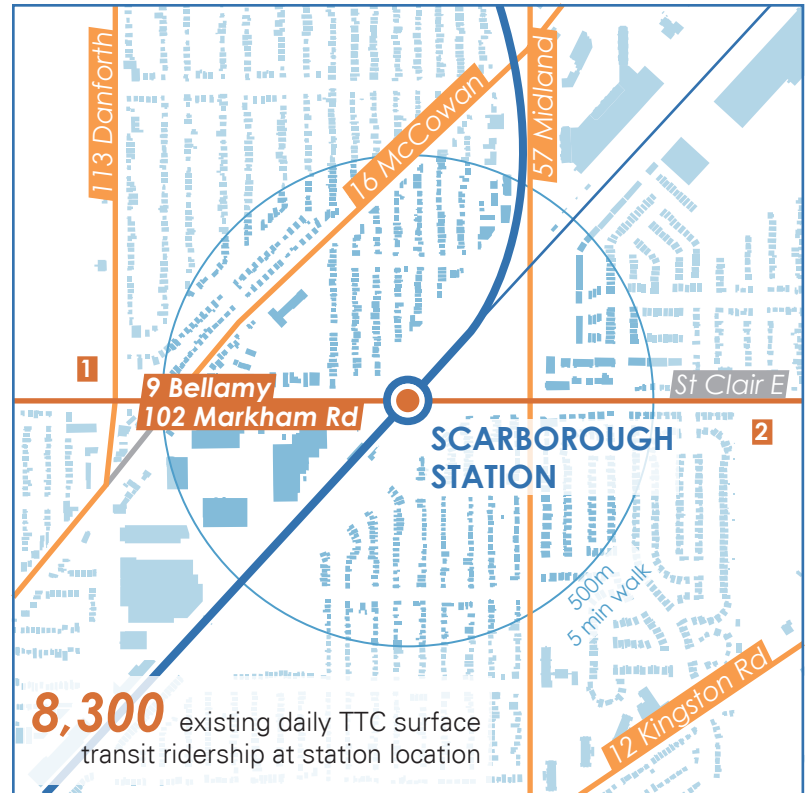 113 Danforth
16 McCowan
57 Midland
1
9 Bellamy
102 Markham Rd
St Clair E
2
SCARBOROUGH
STATION
500m
5 min walk
12 Kingston Rd
8,300 existing daily TTC surface
transit ridership at station location